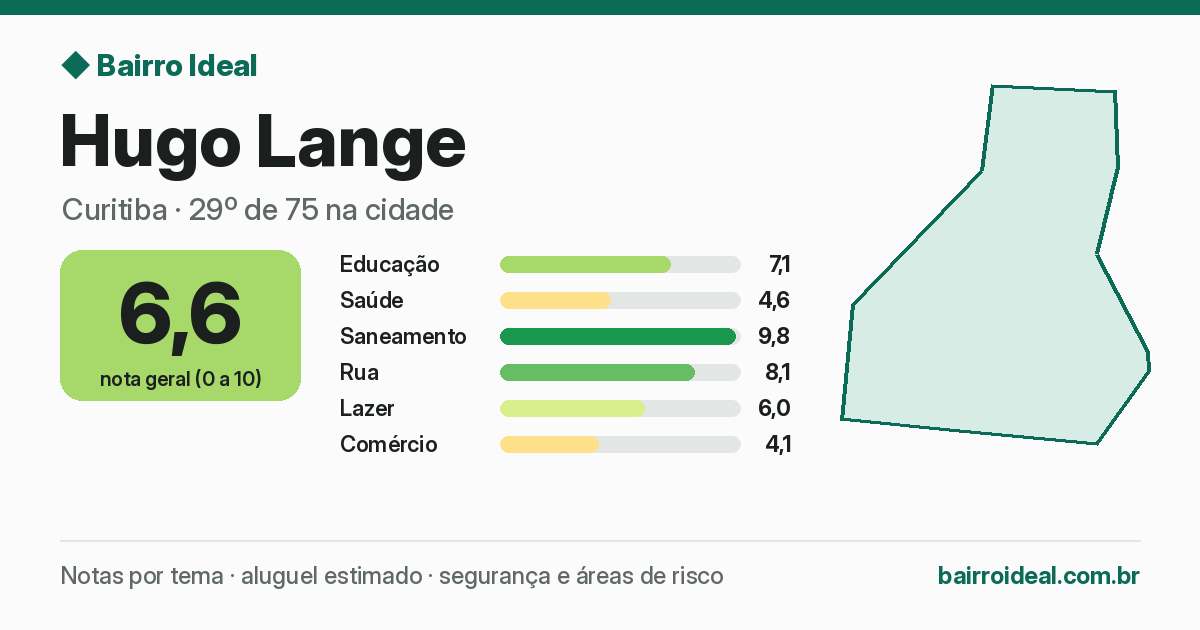 Bairro Ideal
Hugo Lange
Curitiba · 29º de 75 na cidade
6,6
nota geral (0 a 10)
Educação 7,1
Saúde 4,6
Saneamento 9,8
Rua 8,1
Lazer 6,0
Comércio 4,1
Notas por tema · aluguel estimado · segurança e áreas de risco
bairroideal.com.br